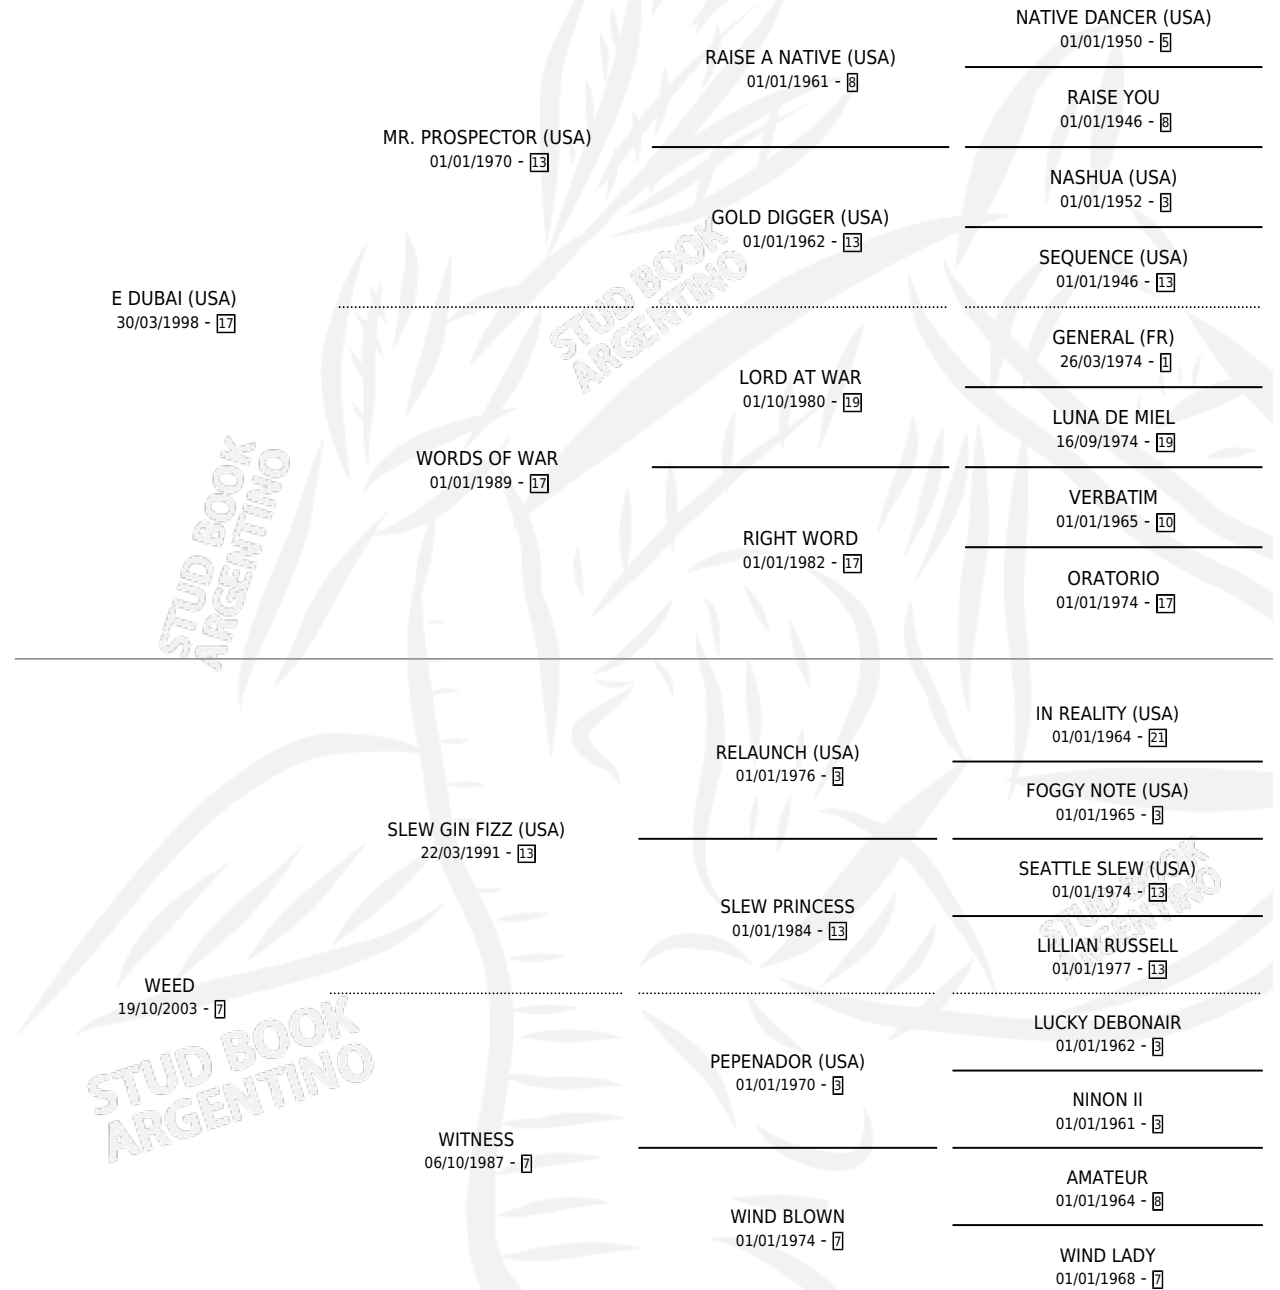 NATIVE DANCER (USA)
01/01/1950 - 5
RAISE A NATIVE (USA)
01/01/1961 - 8
RAISE YOU
01/01/1946 - 8
MR. PROSPECTOR (USA)
01/01/1970 - 13
NASHUA (USA)
01/01/1952 - 3
GOLD DIGGER (USA)
01/01/1962 - 13
SEQUENCE (USA)
01/01/1946 - 13
E DUBAI (USA)
30/03/1998 - 17
STUD BOOK
ARGENTINO
GENERAL (FR)
26/03/1974 - 1
LORD AT WAR
01/10/1980 - 19
LUNA DE MIEL
16/09/1974 - 19
WORDS OF WAR
01/01/1989 - 17
VERBATIM
01/01/1965 - 10
RIGHT WORD
01/01/1982 - 17
ORATORIO
01/01/1974 - 17
STUD BOOK
ARGENTINO
IN REALITY (USA)
01/01/1964 - 21
RELAUNCH (USA)
01/01/1976 - 3
FOGGY NOTE (USA)
01/01/1965 - 3
SLEW GIN FIZZ (USA)
22/03/1991 - 13
SEATTLE SLEW (USA)
01/01/1974 - 13
SLEW PRINCESS
01/01/1984 - 13
STUD BOOK
ARGENTINO
LILLIAN RUSSELL
01/01/1977 - 13
WEED
19/10/2003 - 7
LUCKY DEBONAIR
01/01/1962 - 3
STUD BOOK
ARGENTINO
PEPENADOR (USA)
01/01/1970 - 3
NINON II
01/01/1961 - 3
WITNESS
06/10/1987 - 7
AMATEUR
01/01/1964 - 8
WIND BLOWN
01/01/1974 - 7
WIND LADY
01/01/1968 - 7